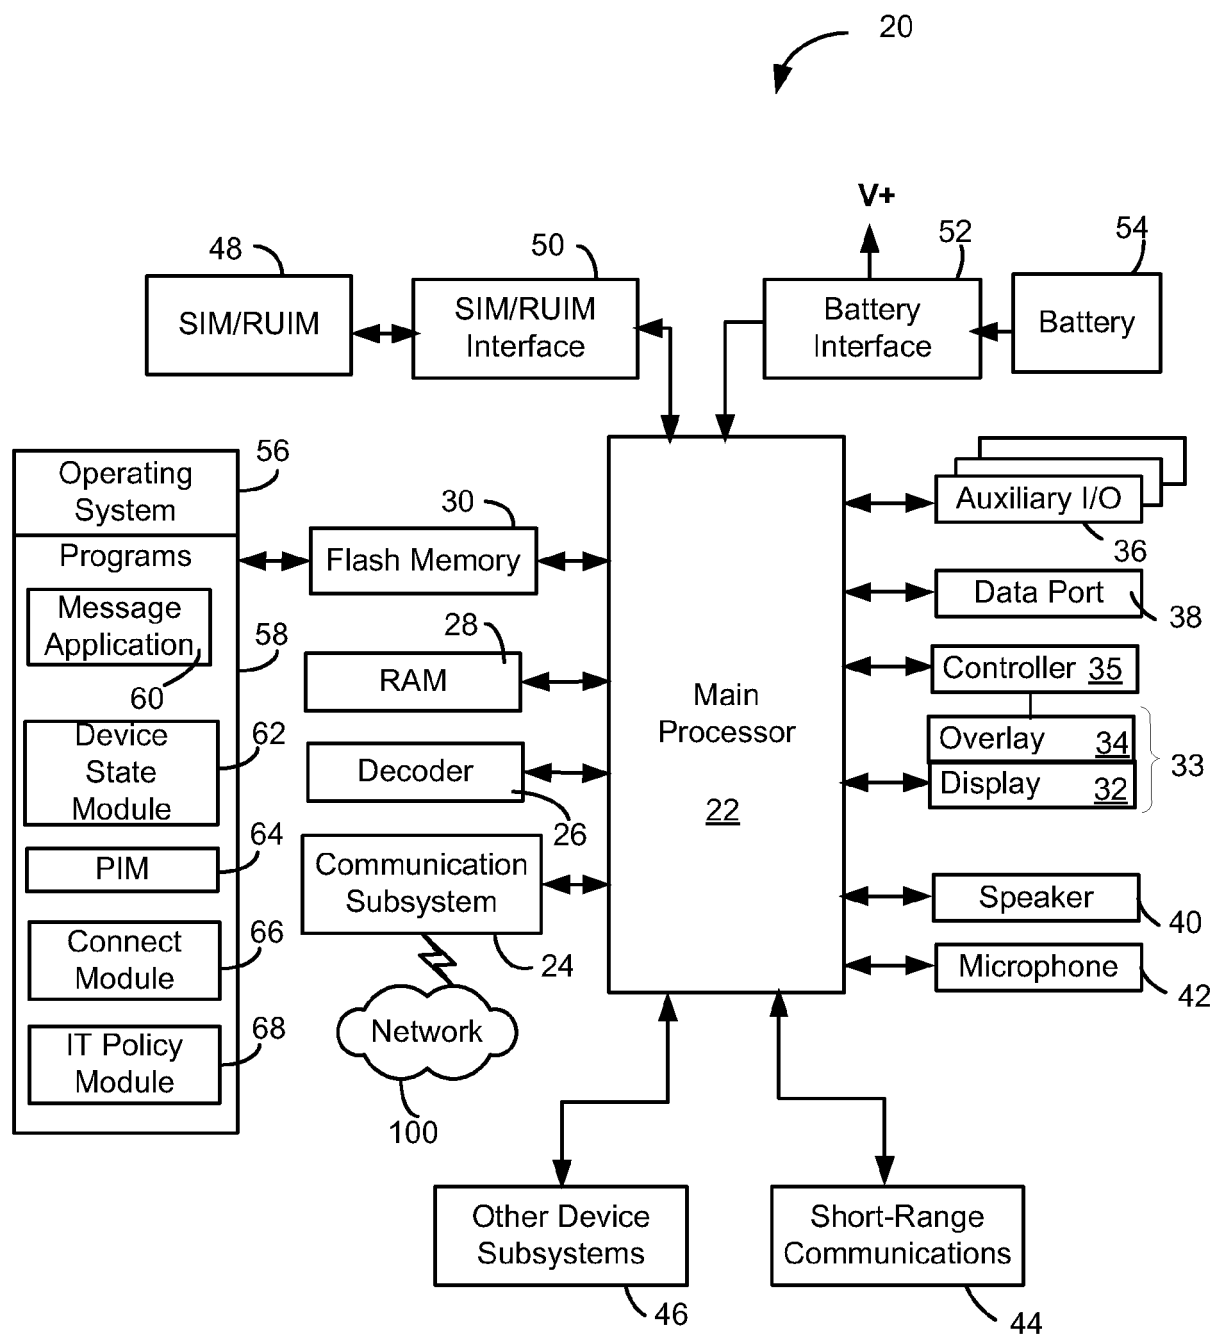 20
V+
48
50
52
54
SIM/RUIM
SIM/RUIM
Interface
Battery
Interface
Battery
56
Operating
System
Programs
Message
Application
60
58
Device
State
Module
62
PIM
64
Connect
Module
66
IT Policy
Module
68
30
Flash Memory
28
RAM
Decoder
26
Communication
Subsystem
24
Network
100
Main
Processor
22
Auxiliary I/O
36
Data Port
38
Controller 35
Overlay 34
Display 32
33
Speaker
40
Microphone
42
Other Device
Subsystems
46
Short-Range
Communications
44